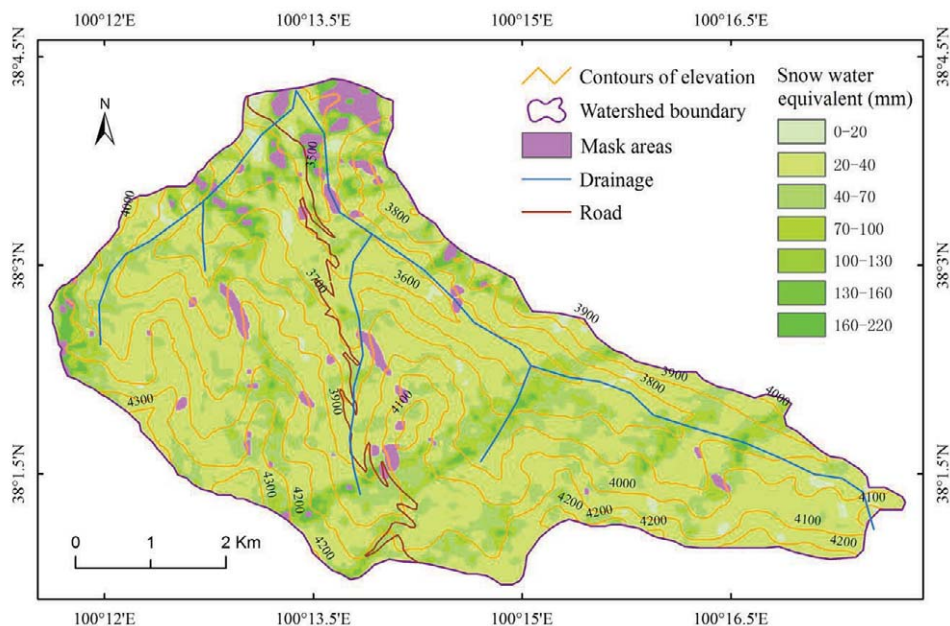 100°12'E 100°13.5'E 100°15'E 100°16.5'E
38°4.5'N 38°4.5'N
N
Contours of elevation
Watershed boundary
Mask areas
Drainage
Road
Snow water
equivalent (mm)
0-20
20-40
40-70
70-100
100-130
130-160
160-220
3500
4000
3800
38°3'N 38°3'N
3700
3600
3900
3900
3800
4300
3900
4100
4000
38°1.5'N 38°1.5'N
4300
4200
4000
4100
4200
4200
4200
4100
4200
4200
0 1 2 Km
100°12'E 100°13.5'E 100°15'E 100°16.5'E